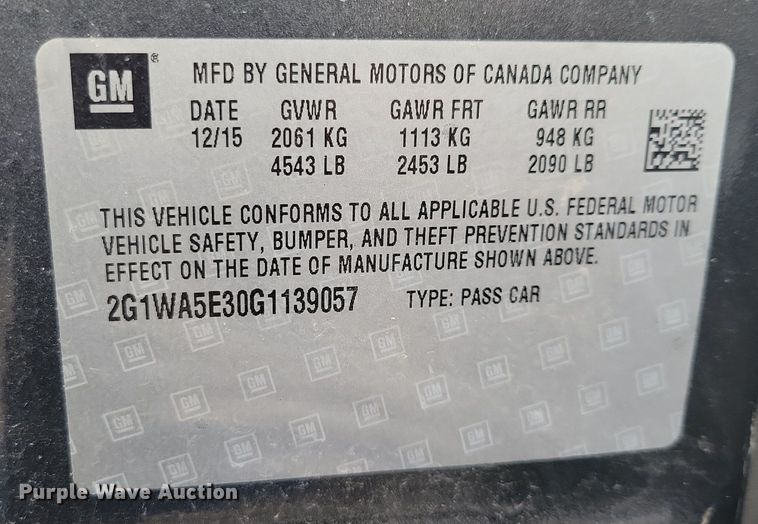 GM®
MFD BY GENERAL MOTORS OF CANADA COMPANY
DATE GVWR GAWR FRT GAWR RR
12/15 2061 KG 1113 KG 948 KG
4543 LB 2453 LB 2090 LB
THIS VEHICLE CONFORMS TO ALL APPLICABLE U.S. FEDERAL MOTOR
VEHICLE SAFETY, BUMPER, AND THEFT PREVENTION STANDARDS IN
EFFECT ON THE DATE OF MANUFACTURE SHOWN ABOVE.
2G1WA5E30G1139057 TYPE: PASS CAR
Purple Wave Auction